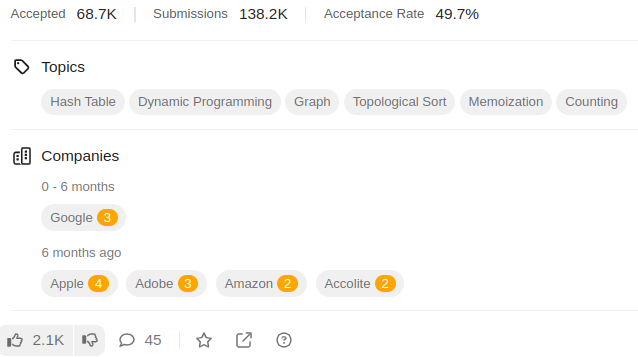 Accepted 68.7K Submissions 138.2K Acceptance Rate 49.7%
Topics
Hash Table Dynamic Programming Graph Topological Sort Memoization Counting
Companies
0 - 6 months
Google 3
6 months ago
Apple 4 Adobe 3 Amazon 2 Accolite 2
2.1K 45